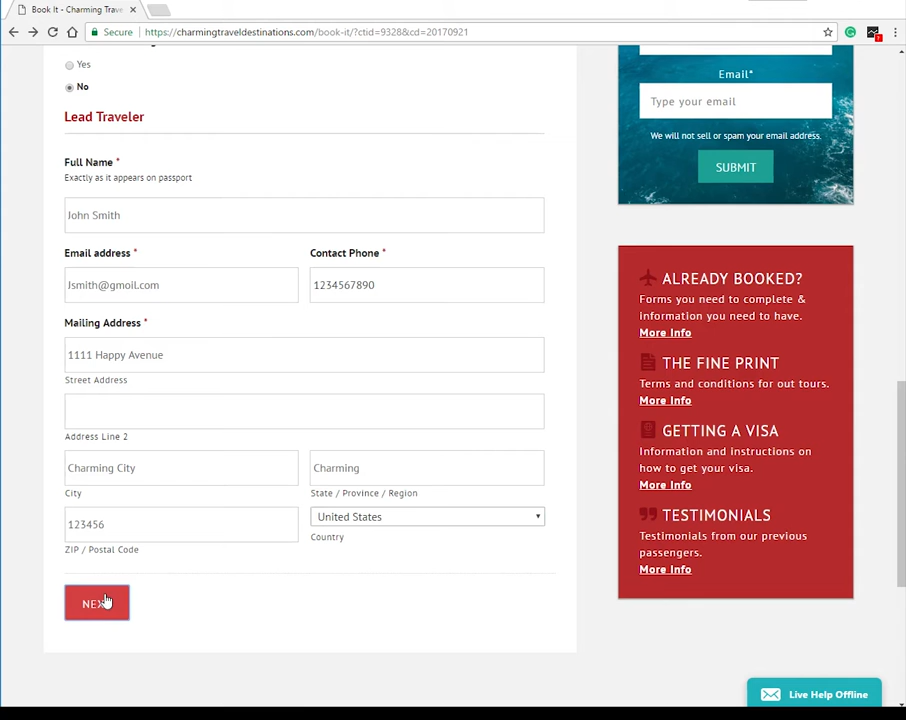 Book It - Charming Trave
Secure
https://charmingtraveldestinations.com/book-it/?ctid=9328&cd=20170921
Yes
No
Lead Traveler
Full Name *
Exactly as it appears on passport
John Smith
Email address *
Contact Phone *
Jsmith@gmoil.com
1234567890
Mailing Address *
1111 Happy Avenue
Street Address
Address Line 2
Charming City
Charming
City
State / Province / Region
123456
United States
ZIP / Postal Code
Country
Email*
Type your email
We will not sell or spam your email address.
SUBMIT
ALREADY BOOKED?
Forms you need to complete &
information you need to have.
More Info
THE FINE PRINT
Terms and conditions for out tours.
More Info
GETTING A VISA
Information and instructions on
how to get your visa.
More Info
TESTIMONIALS
Testimonials from our previous
passengers.
More Info
Live Help Offline